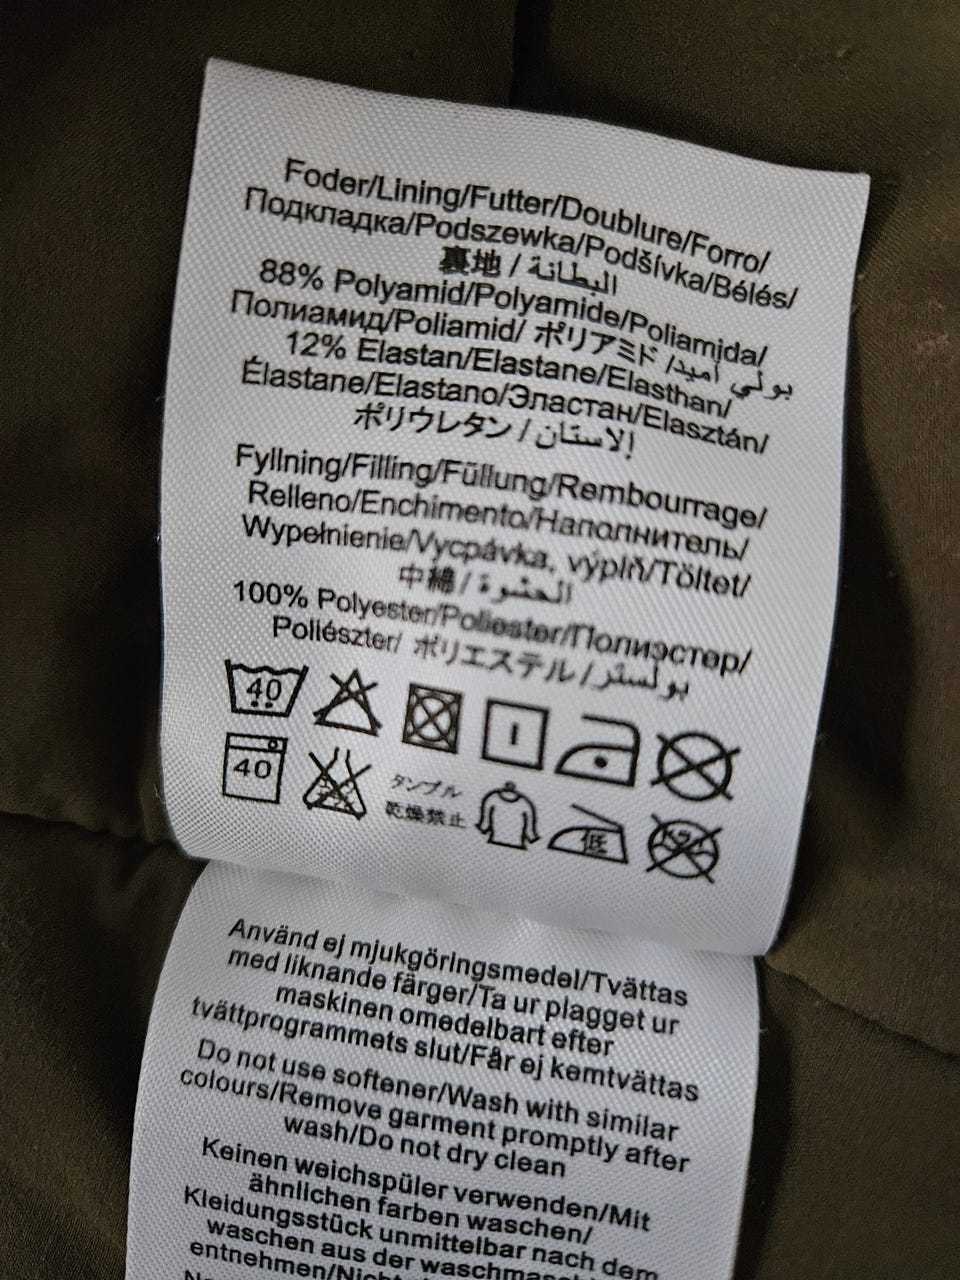 Foder/Lining/Futter/Doublure/Forro/
Подкладка/Podszewka/Podšívka/Bélés/
裏地 / البطانة
88% Polyamid/Polyamide/Poliamida/
Полиамид/Poliamid/ ポリアミド /بولي اميد
12% Elastan/Elastane/Elasthan/
Élastane/Elastano/Эластан/Elasztán/
ポリウレタン / الاستان
Fyllning/Filling/Füllung/Rembourrage/
Relleno/Enchimento/Наполнитель/
Wypełnienie/Vycpávka, výplň/Töltet/
中綿 / الحشوة
100% Polyester/Poliester/Полиэстер/
Poliészter/ ポリエステル / بولستر
40
40
タンブル
乾燥禁止
低
Använd ej mjukgöringsmedel/Tvättas
med liknande färger/Ta ur plagget ur
maskinen omedelbart efter
tvättprogrammets slut/Får ej kemtvättas
Do not use softener/Wash with similar
colours/Remove garment promptly after
wash/Do not dry clean
Keinen weichspüler verwenden/Mit
ähnlichen farben waschen/
Kleidungsstück unmittelbar nach dem
waschen aus der
entnehmen/